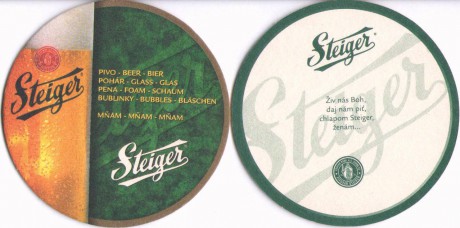 Steiger
PIVO - BEER - BIER
POHÁR - GLASS - GLAS
PENA - FOAM - SCHAUM
BUBLINKY - BUBBLES - BLÄSCHEN
MŇAM - MŇAM - MŇAM
Steiger
Steiger
Živ nás Boh,
daj nám piť,
chlapom Steiger,
ženám...
Steiger